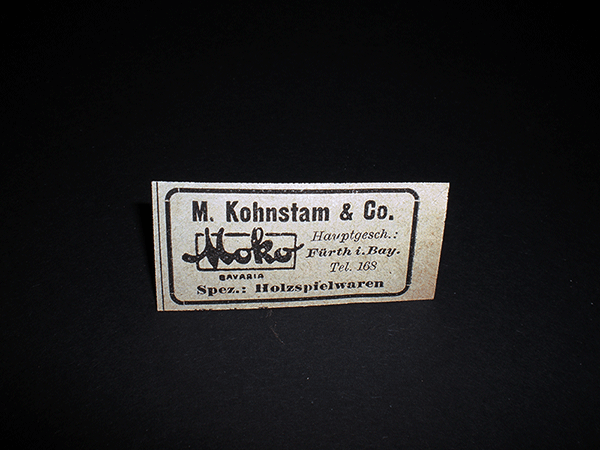 M. Kohnstam & Co.
Moko
BAVARIA
Hauptgesch.:
Fürth i. Bay.
Tel. 168
Spez.: Holzspielwaren